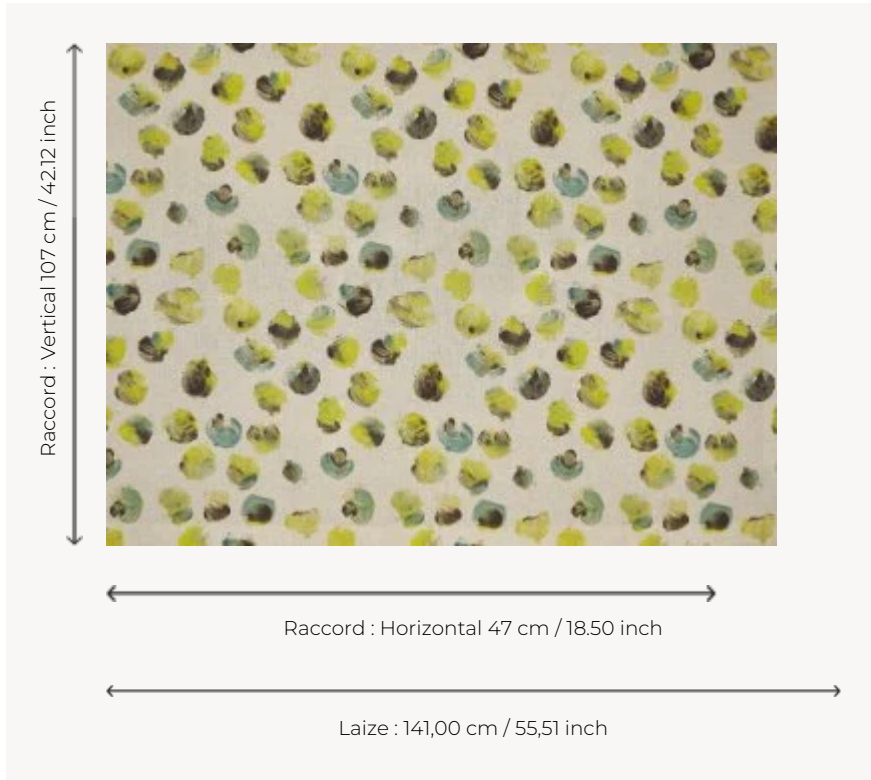 Raccord : Vertical 107 cm / 42.12 inch
Raccord : Horizontal 47 cm / 18.50 inch
Laize : 141,00 cm / 55,51 inch